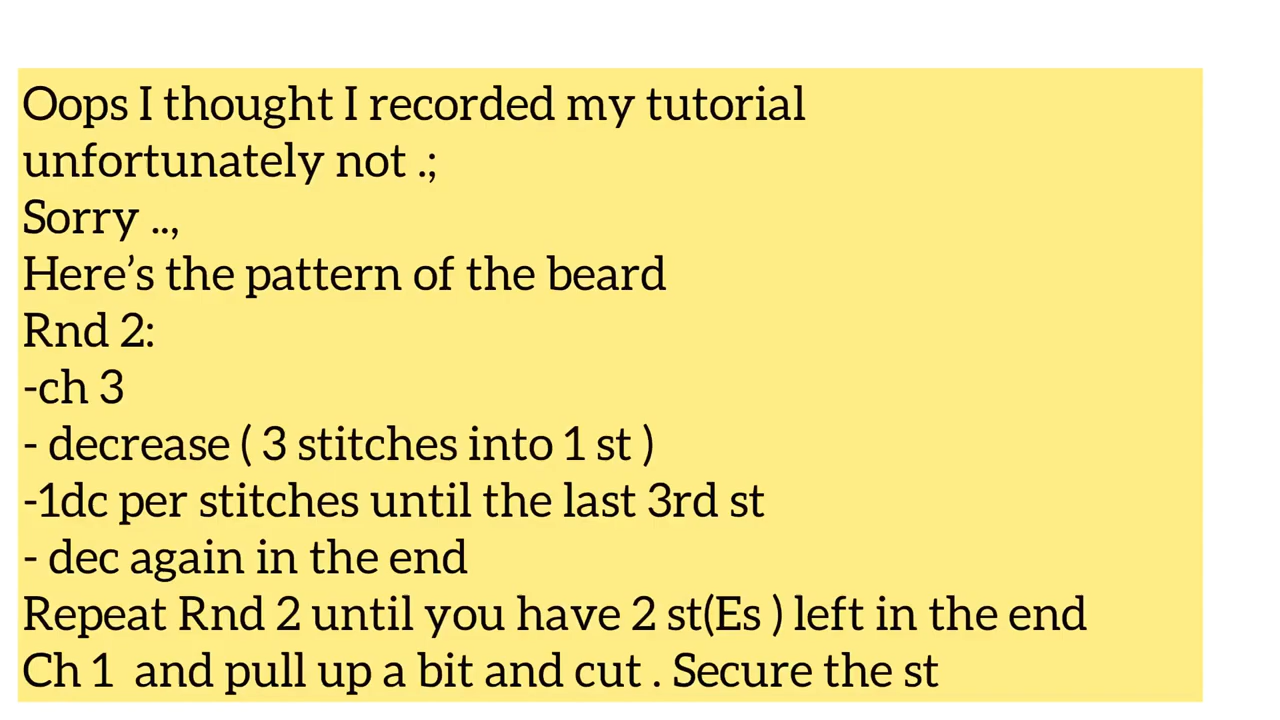 Oops I thought I recorded my tutorial
unfortunately not .;
Sorry ..,
Here’s the pattern of the beard
Rnd 2:
-ch 3
- decrease ( 3 stitches into 1 st )
-1dc per stitches until the last 3rd st
- dec again in the end
Repeat Rnd 2 until you have 2 st(Es ) left in the end
Ch 1  and pull up a bit and cut . Secure the st